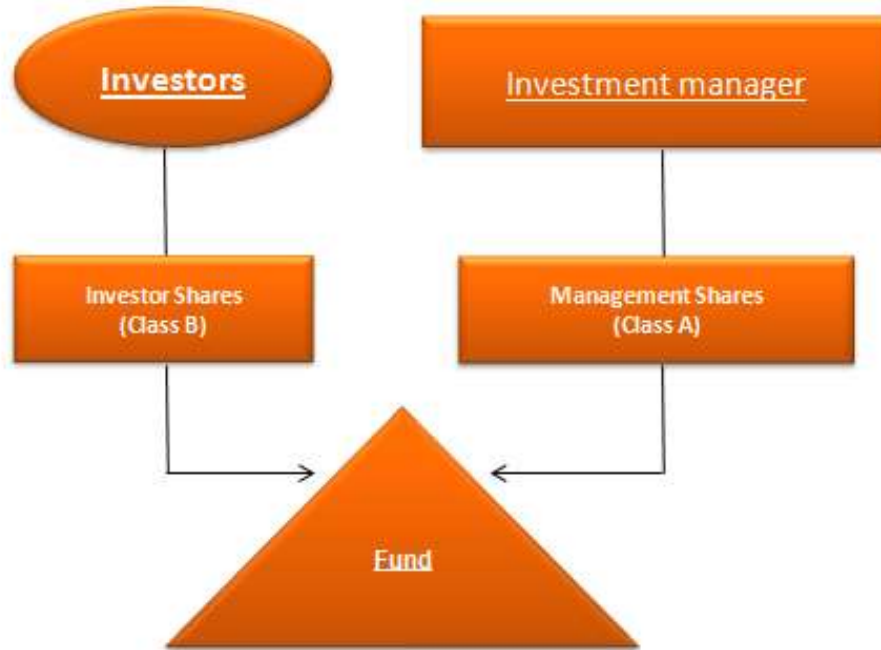 Investors
Investment manager
Investor Shares
(Class B)
Management Shares
(Class A)
Fund